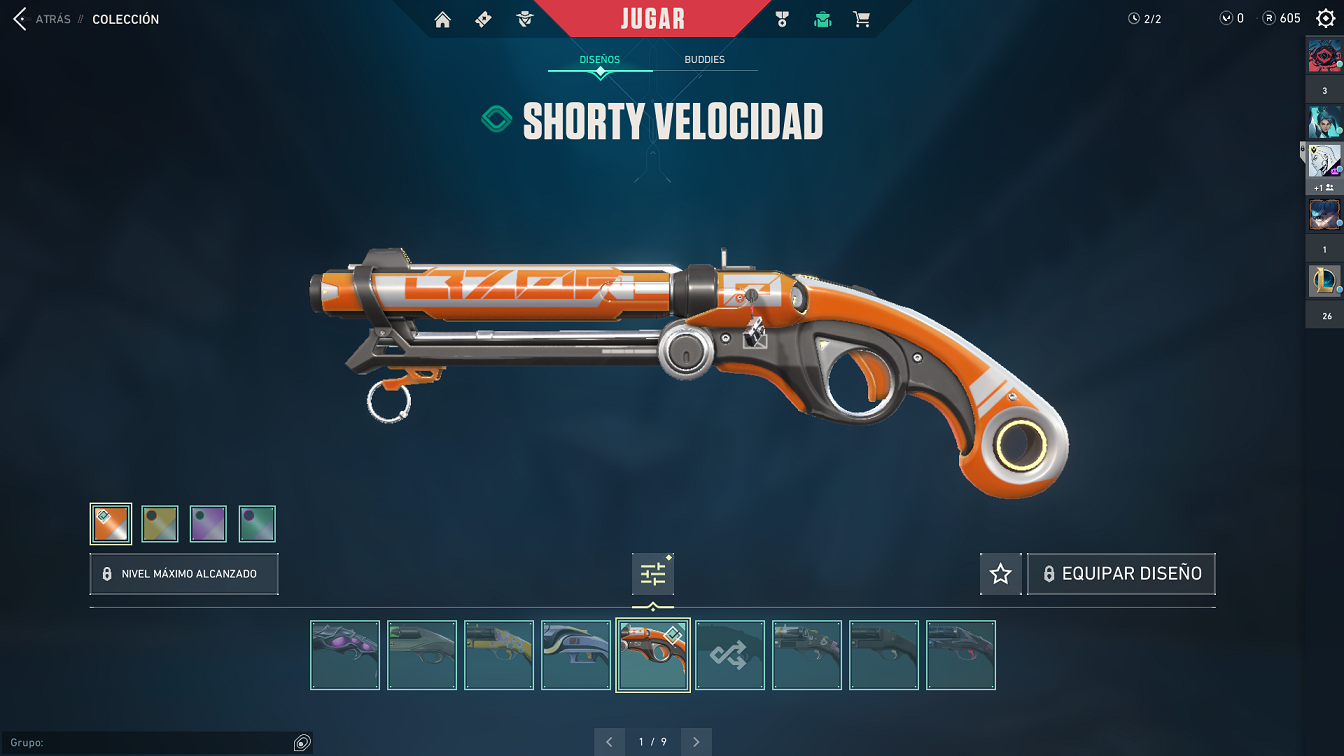 ATRÁS // COLECCIÓN
JUGAR
2/2
0
605
DISEÑOS
BUDDIES
SHORTY VELOCIDAD
3
+1
1
26
NIVEL MÁXIMO ALCANZADO
EQUIPAR DISEÑO
Grupo:
1 / 9